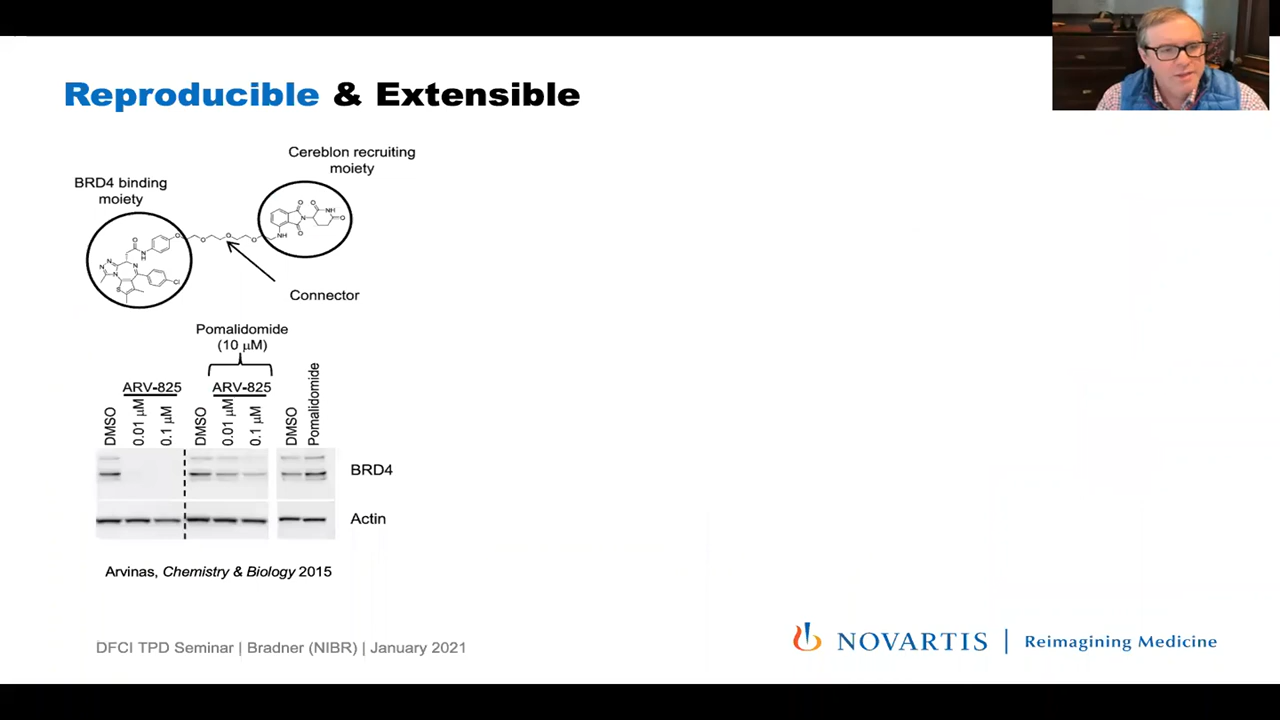 Reproducible & Extensible
Cereblon recruiting
moiety
BRD4 binding
moiety
Connector
Pomalidomide
(10 μM)
ARV-825
ARV-825
DMSO
0.01 μM
0.1 μM
DMSO
0.01 μM
0.1 μM
DMSO
Pomalidomide
BRD4
Actin
Arvinas, Chemistry & Biology 2015
DFCI TPD Seminar | Bradner (NIBR) | January 2021
NOVARTIS | Reimagining Medicine